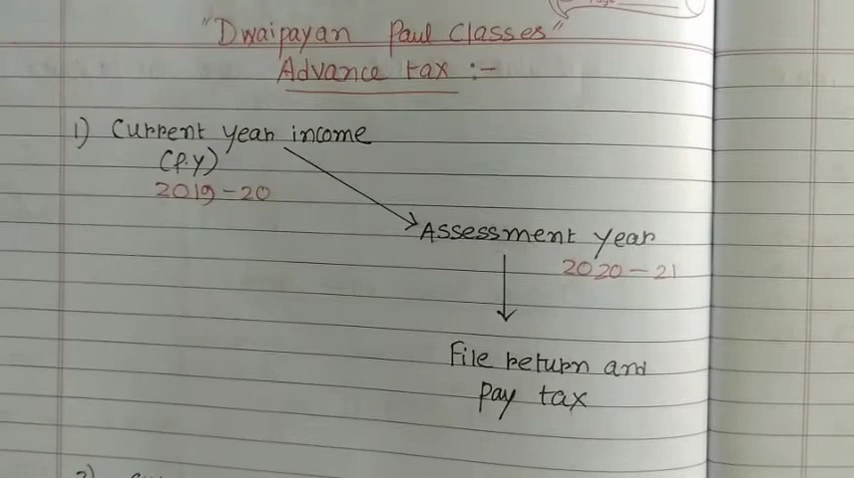 "Dwaipayan Paul Classes"
Advance tax :-
1) Current year income
(P.Y)
2019-20
Assessment year
2020-21
File return and
Pay tax